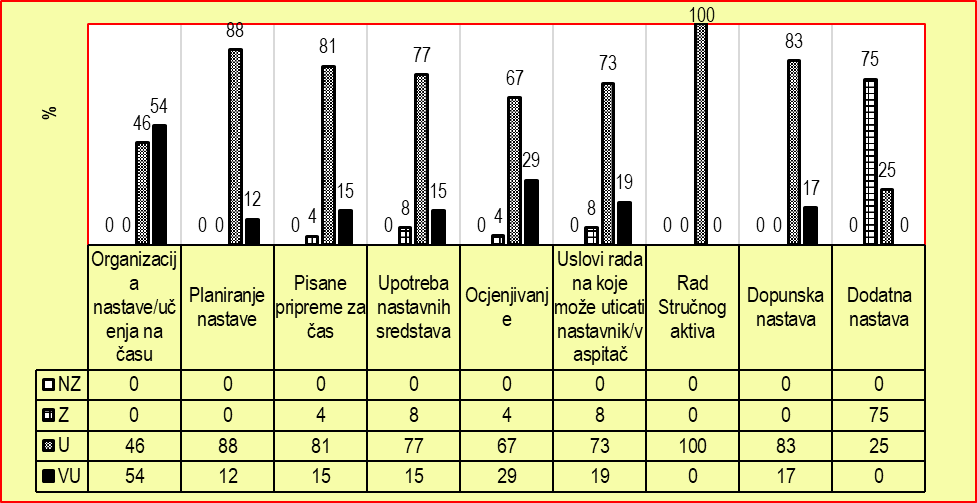 %
0 0 46 54
0 0 88 12
0 4 81 15
0 8 77 15
0 4 67 29
0 8 73 19
0 0 100 0
0 0 83 17
0 75 25 0
Organizacij
a
nastave/uč
enja na
času
Planiranje
nastave
Pisane
pripreme za
čas
Upotreba
nastavnih
sredstava
Ocjenjivanj
e
Uslovi rada
na koje
može uticati
nastavnik/v
aspitač
Rad
Stručnog
aktiva
Dopunska
nastava
Dodatna
nastava
NZ 0 0 0 0 0 0 0 0 0
Z 0 0 4 8 4 8 0 0 75
U 46 88 81 77 67 73 100 83 25
VU 54 12 15 15 29 19 0 17 0